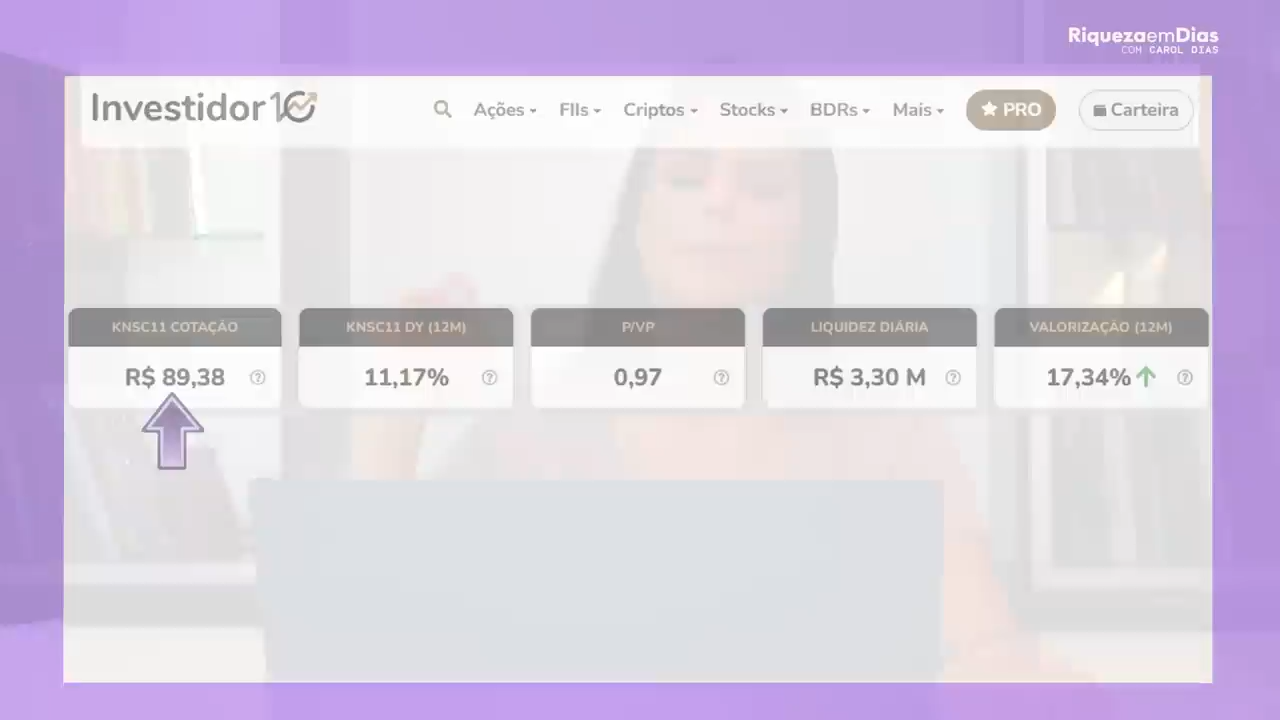 RiquezaemDias
COM CAROL DIAS
Investidor10
Ações
FIIs
Criptos
Stocks
BDRs
Mais
PRO
Carteira
KNSC11 COTAÇÃO
R$ 89,38
KNSC11 DY (12M)
11,17%
P/VP
0,97
LIQUIDEZ DIÁRIA
R$ 3,30 M
VALORIZAÇÃO (12M)
17,34%